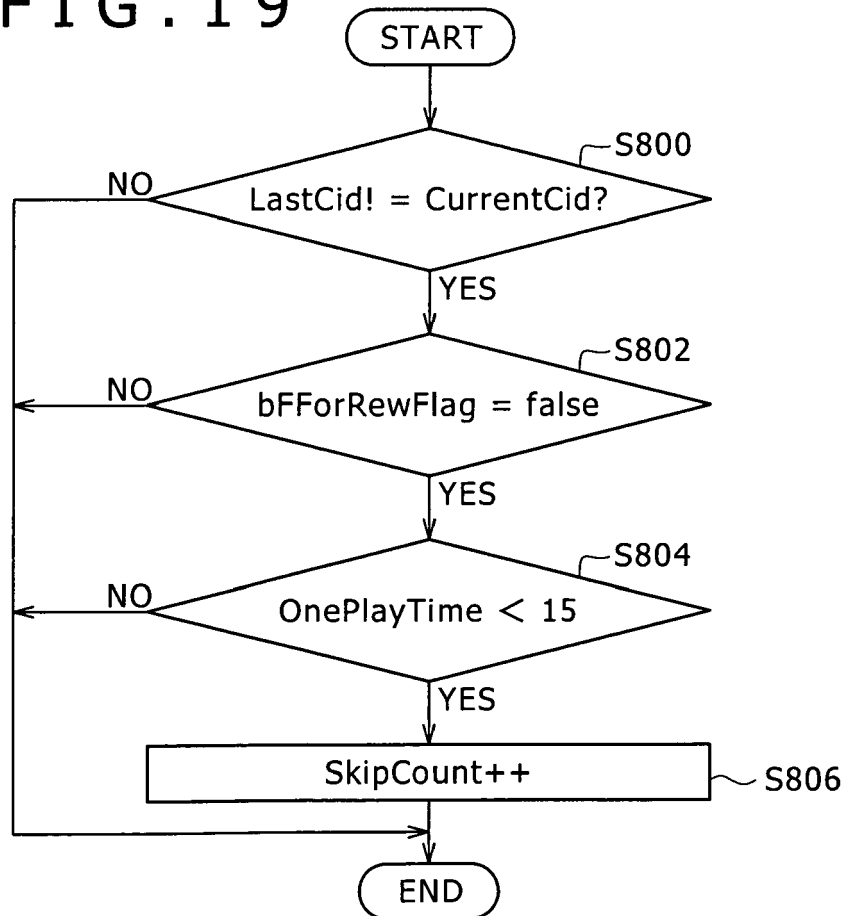 FIG.19
START
S800
NO
LastCid! = CurrentCid?
YES
S802
NO
bFForRewFlag = false
YES
S804
NO
OnePlayTime < 15
YES
SkipCount++
S806
END